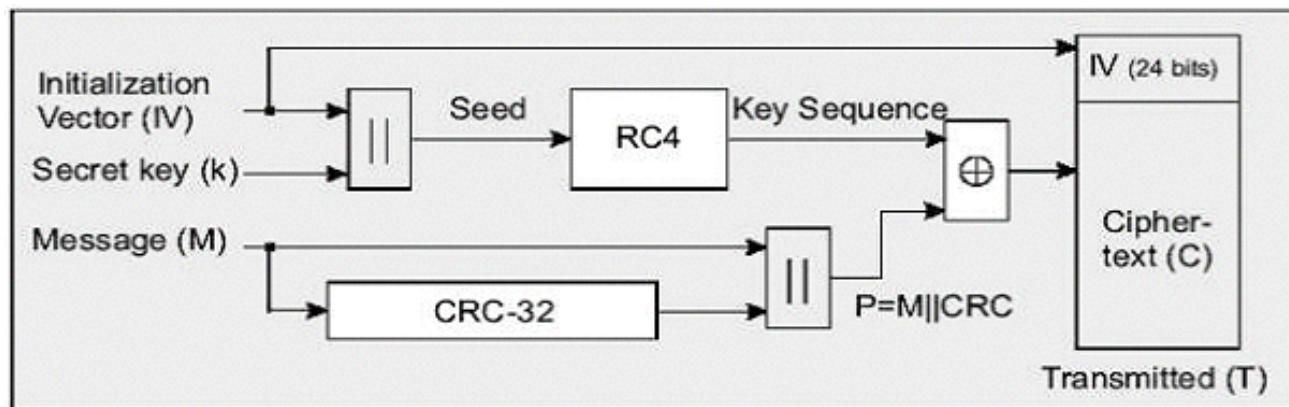 Initialization
Vector (IV)
Secret key (k)
Message (M)
||
Seed
RC4
Key Sequence
⊕
CRC-32
||
P=M||CRC
IV (24 bits)
Cipher-
text (C)
Transmitted (T)